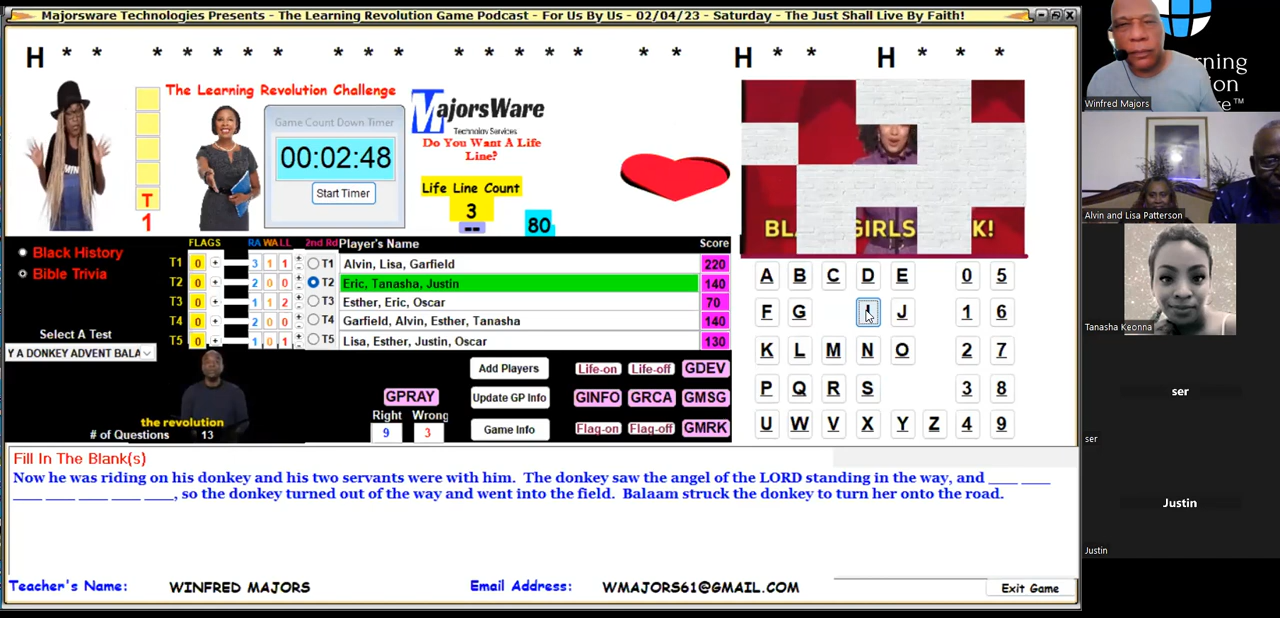 Majorsware Technologies Presents - The Learning Revolution Game Podcast - For Us By Us - 02/04/23 - Saturday - The Just Shall Live By Faith!
H * * * * * * * * * * * * * * * * * H * * H * * *
The Learning Revolution Challenge
T
1
Game Count Down Timer
00:02:48
Start Timer
MajorsWare
Technology Services
Do You Want A Life
Line?
Life Line Count
3
--
80
BL GIRLS K!
Black History
Bible Trivia
Select A Test
Y A DONKEY ADVENT BALA
FLAGS RA WA LL 2nd Rd Player's Name Score
T1 0 + 3 1 1 T1 Alvin, Lisa, Garfield 220
T2 0 + 2 0 0 T2 Eric, Tanasha, Justin 140
T3 0 + 1 1 2 T3 Esther, Eric, Oscar 70
T4 0 + 2 0 0 T4 Garfield, Alvin, Esther, Tanasha 140
T5 0 + 1 0 1 T5 Lisa, Esther, Justin, Oscar 130
A B C D E 0 5
F G I J 1 6
K L M N O 2 7
P Q R S 3 8
U W V X Y Z 4 9
the revolution
# of Questions 13
GPRAY
Right Wrong
9 3
Add Players Life-on Life-off GDEV
Update GP Info GINFO GRCA GMSG
Game Info Flag-on Flag-off GMRK
Fill In The Blank(s)
Now he was riding on his donkey and his two servants were with him. The donkey saw the angel of the LORD standing in the way, and ____ ____
____ ____ ____ ____ ____, so the donkey turned out of the way and went into the field. Balaam struck the donkey to turn her onto the road.
Teacher's Name: WINFRED MAJORS Email Address: WMAJORS61@GMAIL.COM Exit Game
rning
ion
e™
Winfred Majors
Alvin and Lisa Patterson
Tanasha Keonna
ser
ser
Justin
Justin